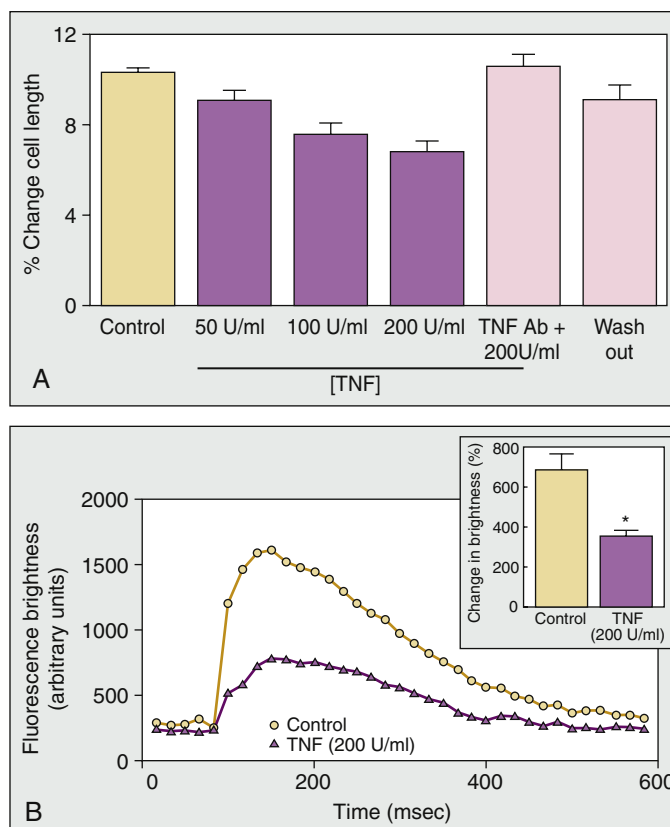 12
8
4
0
% Change cell length
Control
50 U/ml
100 U/ml
200 U/ml
TNF Ab +
200U/ml
Wash
out
[TNF]
A
2000
1500
1000
500
0
Fluorescence brightness
(arbitrary units)
Control
TNF (200 U/ml)
0
200
400
600
Time (msec)
B
800
600
400
200
0
Change in brightness (%)
*
Control
TNF
(200 U/ml)